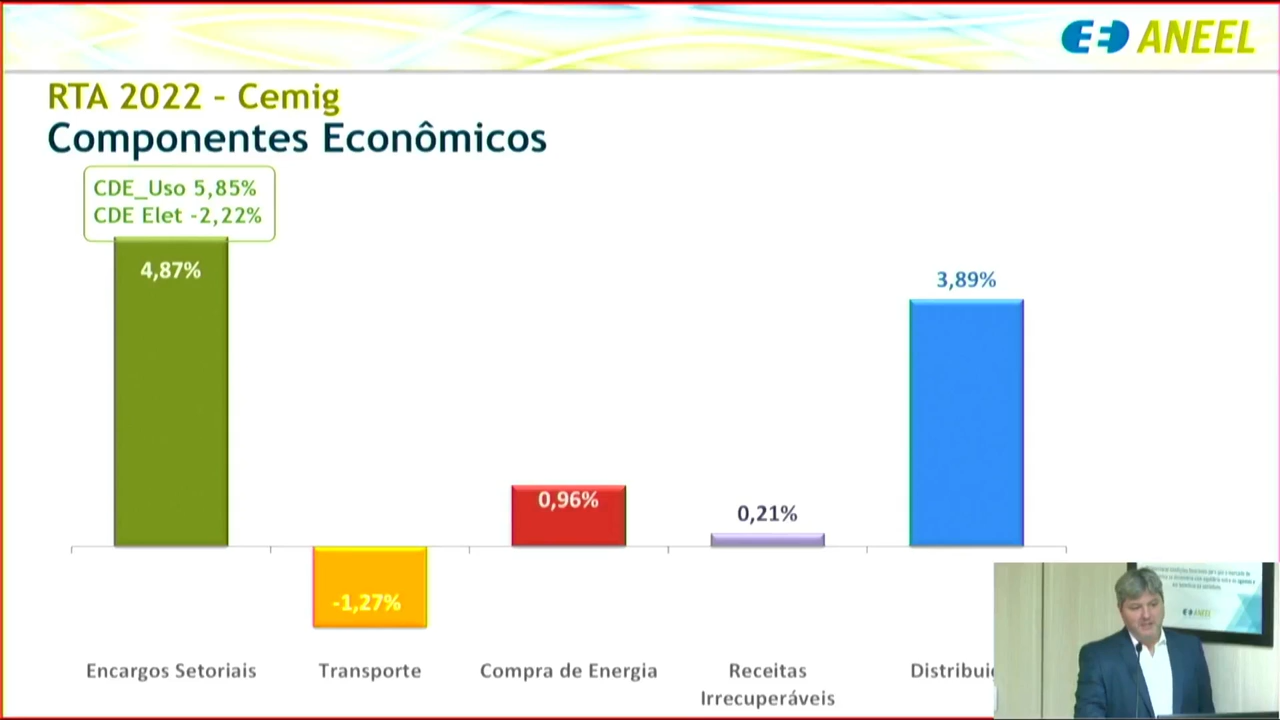 ANEEL
RTA 2022 – Cemig
Componentes Econômicos
CDE_Uso 5,85%
CDE Elet -2,22%
4,87%
-1,27%
0,96%
0,21%
3,89%
Encargos Setoriais
Transporte
Compra de Energia
Receitas
Irrecuperáveis
ANEEL